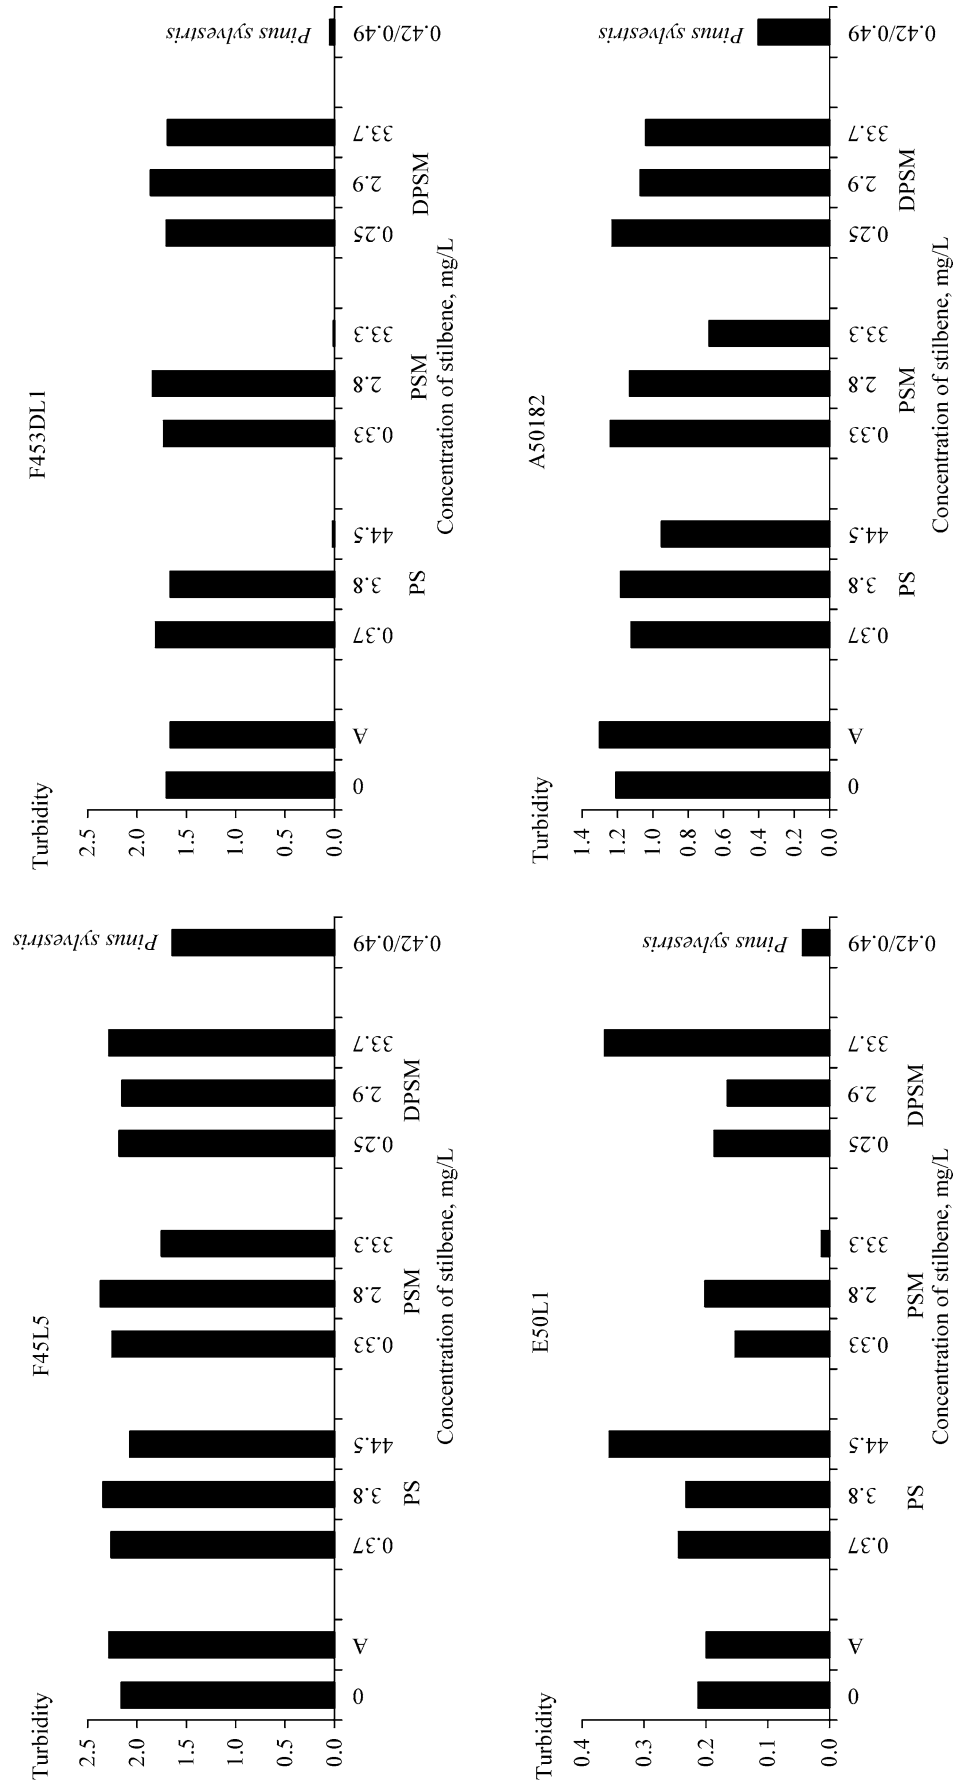 Turbidity
F45L5
2.5
2.0
1.5
1.0
0.5
0.0
Pinus sylvestris
0 A 0.37 3.8 44.5 0.33 2.8 33.3 0.25 2.9 33.7 0.42/0.49
PS PSM DPSM
Concentration of stilbene, mg/L
Turbidity
F453DL1
2.5
2.0
1.5
1.0
0.5
0.0
Pinus sylvestris
0 A 0.37 3.8 44.5 0.33 2.8 33.3 0.25 2.9 33.7 0.42/0.49
PS PSM DPSM
Concentration of stilbene, mg/L
Turbidity
E50L1
0.4
0.3
0.2
0.1
0.0
Pinus sylvestris
0 A 0.37 3.8 44.5 0.33 2.8 33.3 0.25 2.9 33.7 0.42/0.49
PS PSM DPSM
Concentration of stilbene, mg/L
Turbidity
A50182
1.4
1.2
1.0
0.8
0.6
0.4
0.2
0.0
Pinus sylvestris
0 A 0.37 3.8 44.5 0.33 2.8 33.3 0.25 2.9 33.7 0.42/0.49
PS PSM DPSM
Concentration of stilbene, mg/L